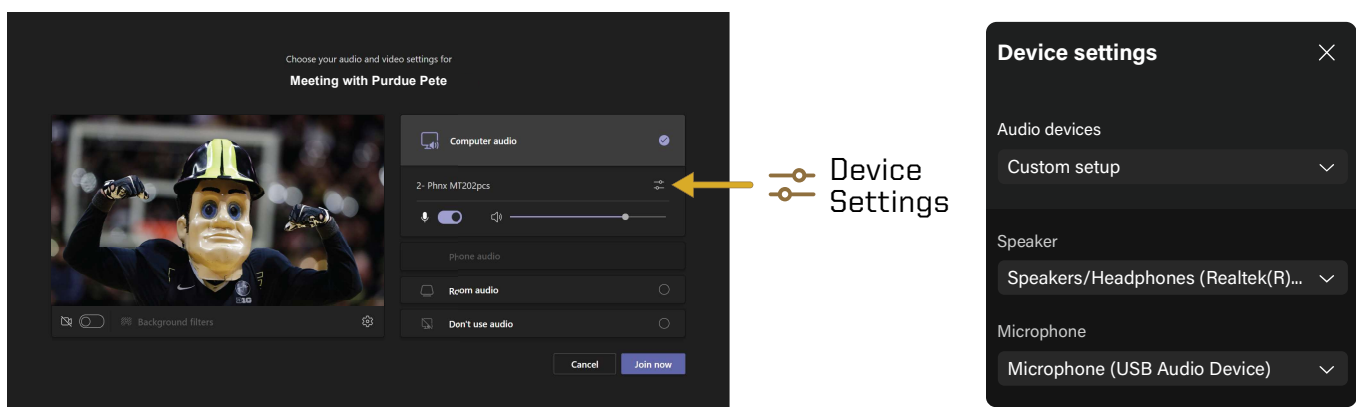 Choose your audio and video settings for
Meeting with Purdue Pete
Computer audio
2- Phnx MT202pcs
Phone audio
Room audio
Don't use audio
B1G
Background filters
Cancel
Join now
Device
Settings
Device settings
Audio devices
Custom setup
Speaker
Speakers/Headphones (Realtek(R)...
Microphone
Microphone (USB Audio Device)